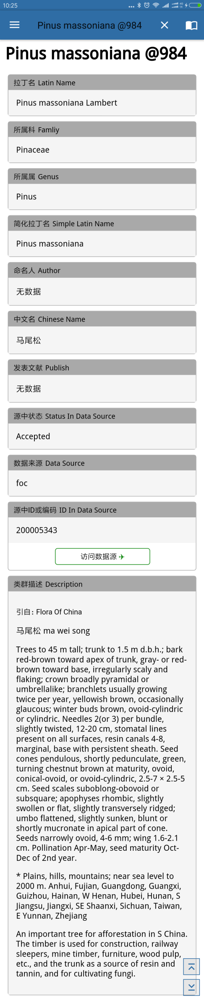 10:25
4G
1X
Pinus massoniana @984
Pinus massoniana @984
拉丁名 Latin Name
Pinus massoniana Lambert
所属科 Famliy
Pinaceae
所属属 Genus
Pinus
简化拉丁名 Simple Latin Name
Pinus massoniana
命名人 Author
无数据
中文名 Chinese Name
马尾松
发表文献 Publish
无数据
源中状态 Status In Data Source
Accepted
数据来源 Data Source
foc
源中ID或编码 ID In Data Source
200005343
访问数据源 ✈
类群描述 Description
引自: Flora Of China
马尾松 ma wei song
Trees to 45 m tall; trunk to 1.5 m d.b.h.; bark
red-brown toward apex of trunk, gray- or red-
brown toward base, irregularly scaly and
flaking; crown broadly pyramidal or
umbrellalike; branchlets usually growing
twice per year, yellowish brown, occasionally
glaucous; winter buds brown, ovoid-cylindric
or cylindric. Needles 2(or 3) per bundle,
slightly twisted, 12-20 cm, stomatal lines
present on all surfaces, resin canals 4-8,
marginal, base with persistent sheath. Seed
cones pendulous, shortly pedunculate, green,
turning chestnut brown at maturity, ovoid,
conical-ovoid, or ovoid-cylindric, 2.5-7 × 2.5-5
cm. Seed scales suboblong-obovoid or
subsquare; apophyses rhombic, slightly
swollen or flat, slightly transversely ridged;
umbo flattened, slightly sunken, blunt or
shortly mucronate in apical part of cone.
Seeds narrowly ovoid, 4-6 mm; wing 1.6-2.1
cm. Pollination Apr-May, seed maturity Oct-
Dec of 2nd year.
* Plains, hills, mountains; near sea level to
2000 m. Anhui, Fujian, Guangdong, Guangxi,
Guizhou, Hainan, W Henan, Hubei, Hunan, S
Jiangsu, Jiangxi, SE Shaanxi, Sichuan, Taiwan,
E Yunnan, Zhejiang
An important tree for afforestation in S China.
The timber is used for construction, railway
sleepers, mine timber, furniture, wood pulp,
etc., and the trunk as a source of resin and
tannin, and for cultivating fungi.